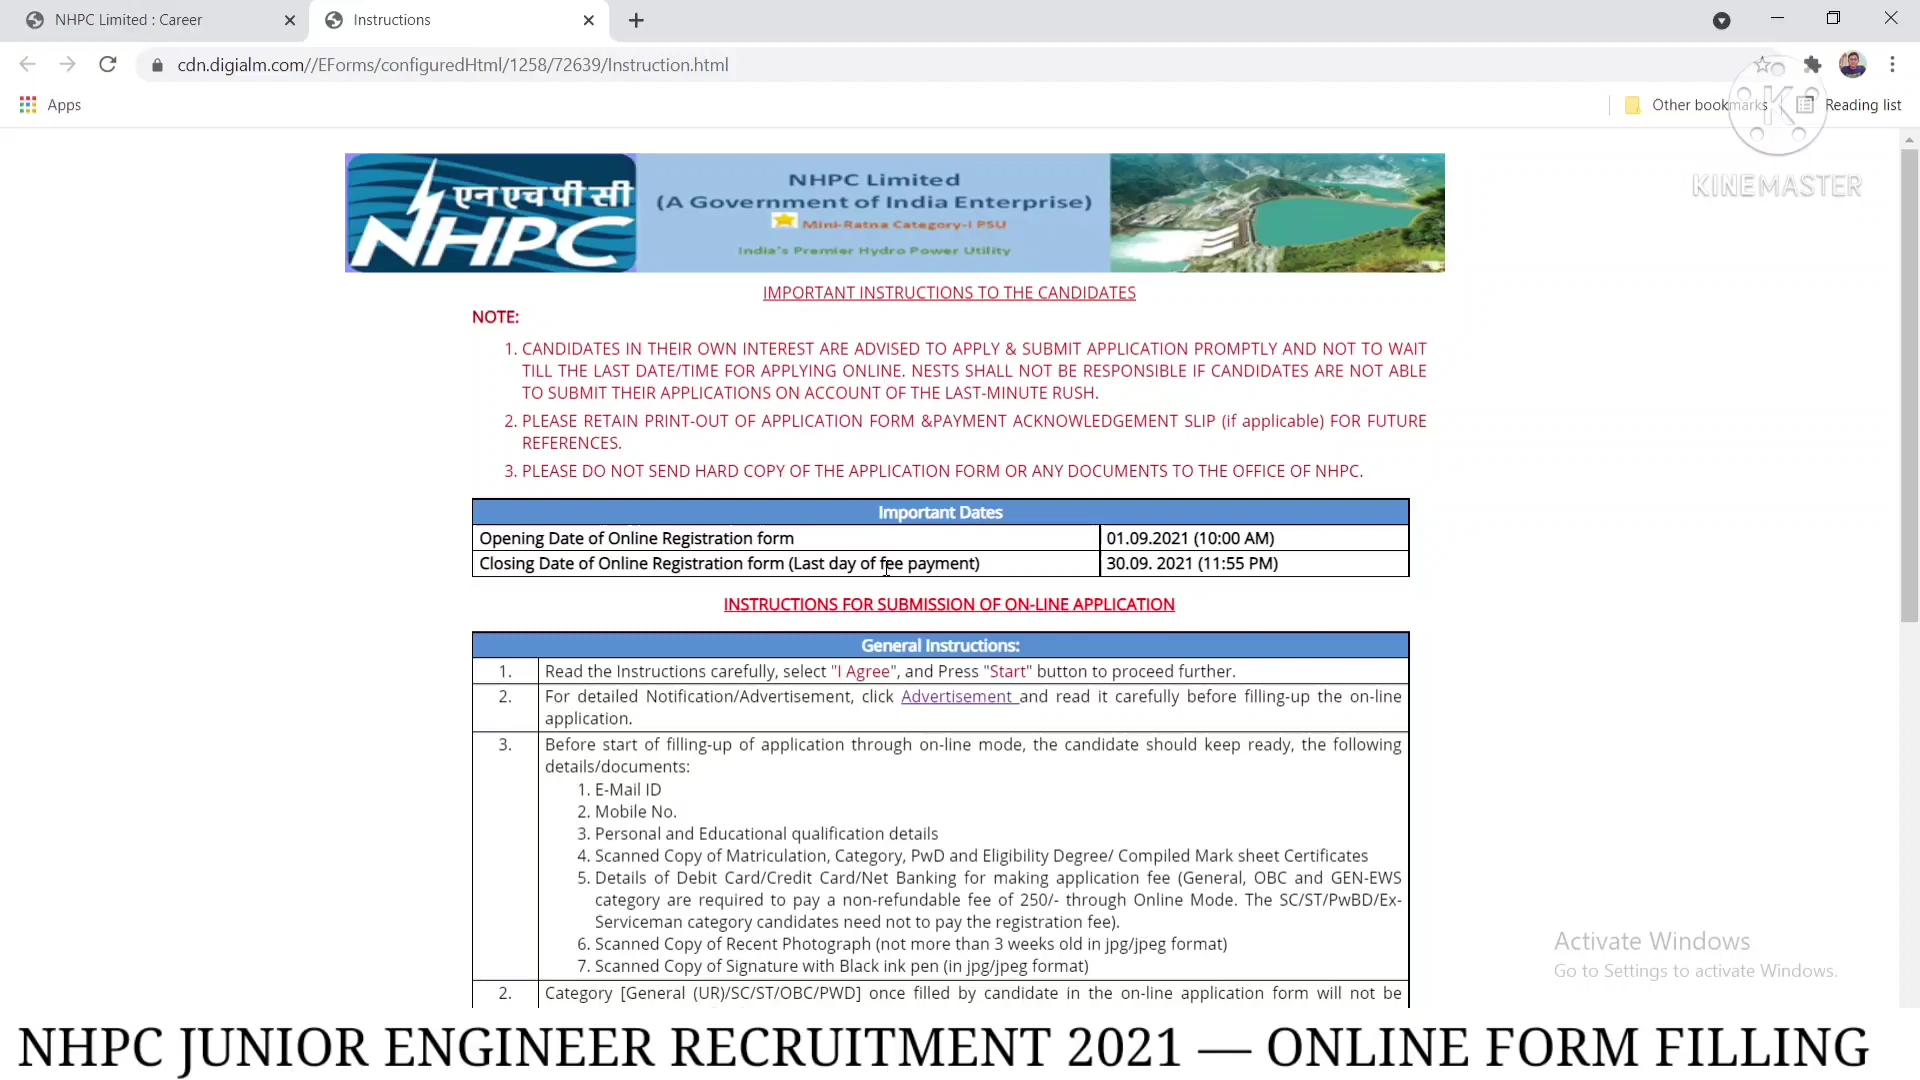 NHPC Limited : Career
Instructions
cdn.digialm.com//EForms/configuredHtml/1258/72639/Instruction.html
Apps
Other bookmarks
Reading list
K
KINEMASTER
एन एच पी सी
NHPC
NHPC Limited
(A Government of India Enterprise)
Mini-Ratna Category-I PSU
India's Premier Hydro Power Utility
IMPORTANT INSTRUCTIONS TO THE CANDIDATES
NOTE:
1. CANDIDATES IN THEIR OWN INTEREST ARE ADVISED TO APPLY & SUBMIT APPLICATION PROMPTLY AND NOT TO WAIT
TILL THE LAST DATE/TIME FOR APPLYING ONLINE. NESTS SHALL NOT BE RESPONSIBLE IF CANDIDATES ARE NOT ABLE
TO SUBMIT THEIR APPLICATIONS ON ACCOUNT OF THE LAST-MINUTE RUSH.
2. PLEASE RETAIN PRINT-OUT OF APPLICATION FORM &PAYMENT ACKNOWLEDGEMENT SLIP (if applicable) FOR FUTURE
REFERENCES.
3. PLEASE DO NOT SEND HARD COPY OF THE APPLICATION FORM OR ANY DOCUMENTS TO THE OFFICE OF NHPC.
Important Dates
Opening Date of Online Registration form 01.09.2021 (10:00 AM)
Closing Date of Online Registration form (Last day of fee payment) 30.09. 2021 (11:55 PM)
INSTRUCTIONS FOR SUBMISSION OF ON-LINE APPLICATION
General Instructions:
1. Read the Instructions carefully, select "I Agree", and Press "Start" button to proceed further.
2. For detailed Notification/Advertisement, click Advertisement and read it carefully before filling-up the on-line
application.
3. Before start of filling-up of application through on-line mode, the candidate should keep ready, the following
details/documents:
1. E-Mail ID
2. Mobile No.
3. Personal and Educational qualification details
4. Scanned Copy of Matriculation, Category, PwD and Eligibility Degree/ Compiled Mark sheet Certificates
5. Details of Debit Card/Credit Card/Net Banking for making application fee (General, OBC and GEN-EWS
category are required to pay a non-refundable fee of 250/- through Online Mode. The SC/ST/PwBD/Ex-
Serviceman category candidates need not to pay the registration fee).
6. Scanned Copy of Recent Photograph (not more than 3 weeks old in jpg/jpeg format)
7. Scanned Copy of Signature with Black ink pen (in jpg/jpeg format)
2. Category [General (UR)/SC/ST/OBC/PWD] once filled by candidate in the on-line application form will not be
Activate Windows
Go to Settings to activate Windows.
NHPC JUNIOR ENGINEER RECRUITMENT 2021 — ONLINE FORM FILLING